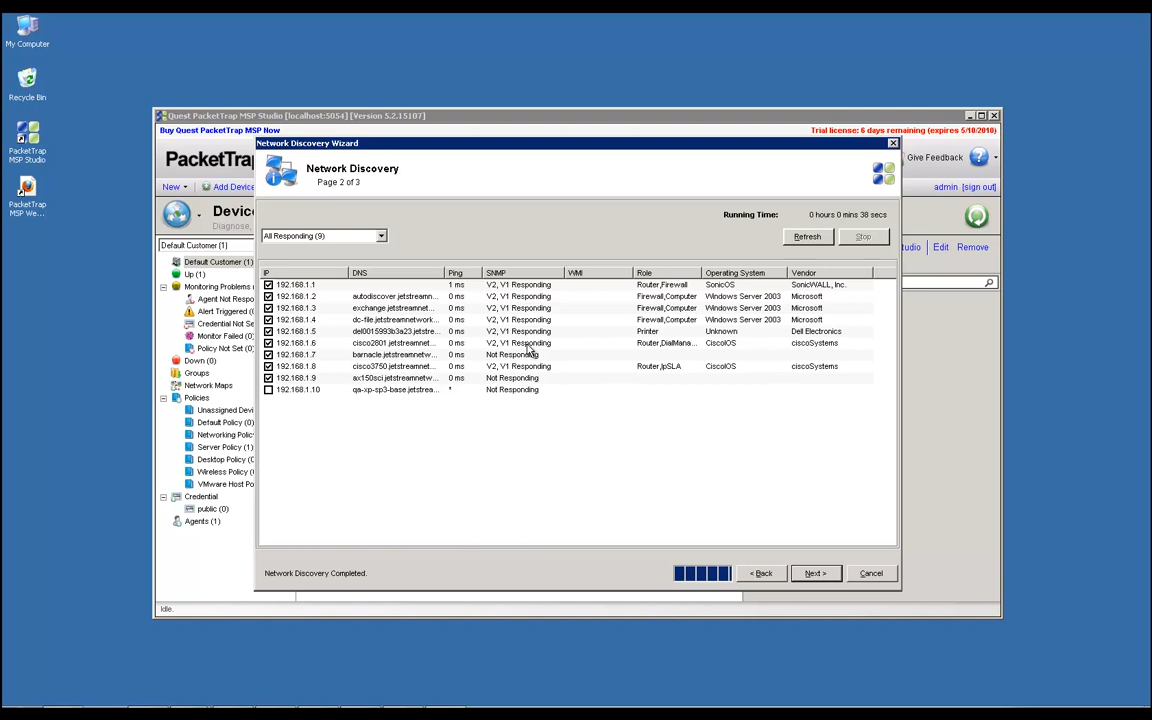 My Computer
Recycle Bin
PacketTrap
MSP Studio
PacketTrap
MSP We...
Quest PacketTrap MSP Studio [localhost:5054] [Version 5.2.15107]
Buy Quest PacketTrap MSP Now
Trial license: 6 days remaining (expires 5/10/2010)
PacketTra
Give Feedback
New
Add Device
admin [sign out]
Device
Diagnose,
Default Customer (1)
Edit
Remove
Default Customer (1)
Up (1)
Monitoring Problems
Agent Not Respo
Alert Triggered (
Credential Not Se
Monitor Failed (0
Policy Not Set (
Down (0)
Groups
Network Maps
Policies
Unassigned Devi
Default Policy (0)
Networking Polic
Server Policy (1)
Desktop Policy (
Wireless Policy (
VMware Host Po
Credential
public (0)
Agents (1)
Idle.
Network Discovery Wizard
Network Discovery
Page 2 of 3
Running Time: 0 hours 0 mins 38 secs
All Responding (9)
Refresh
Stop
IP DNS Ping SNMP WMI Role Operating System Vendor
192.168.1.1 1 ms V2, V1 Responding Router,Firewall SonicOS SonicWALL, Inc.
192.168.1.2 autodiscover.jetstreamn... 0 ms V2, V1 Responding Firewall,Computer Windows Server 2003 Microsoft
192.168.1.3 exchange.jetstreamnet... 0 ms V2, V1 Responding Firewall,Computer Windows Server 2003 Microsoft
192.168.1.4 dc-file.jetstreamnetwork... 0 ms V2, V1 Responding Firewall,Computer Windows Server 2003 Microsoft
192.168.1.5 del0015993b3a23.jetstre... 0 ms V2, V1 Responding Printer Unknown Dell Electronics
192.168.1.6 cisco2801.jetstreamnet... 0 ms V2, V1 Responding Router,DialMana... CiscoIOS ciscoSystems
192.168.1.7 barnacle.jetstreamnetw... 0 ms Not Responding
192.168.1.8 cisco3750.jetstreamnet... 0 ms V2, V1 Responding Router,IpSLA CiscoIOS ciscoSystems
192.168.1.9 ax150sci.jetstreamnetw... 0 ms Not Responding
192.168.1.10 qa-xp-sp3-base.jetstrea... * Not Responding
Network Discovery Completed.
< Back
Next >
Cancel